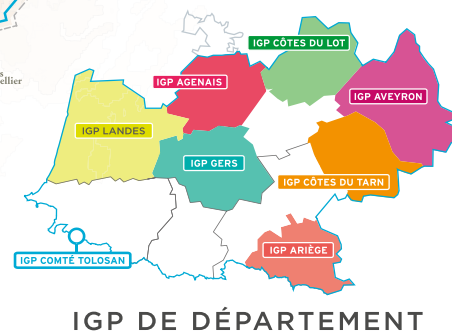 IGP CÔTES DU LOT
s
ellier
IGP AGENAIS
IGP AVEYRON
IGP LANDES
IGP GERS
IGP CÔTES DU TARN
IGP ARIÈGE
IGP COMTÉ TOLOSAN
IGP DE DÉPARTEMENT